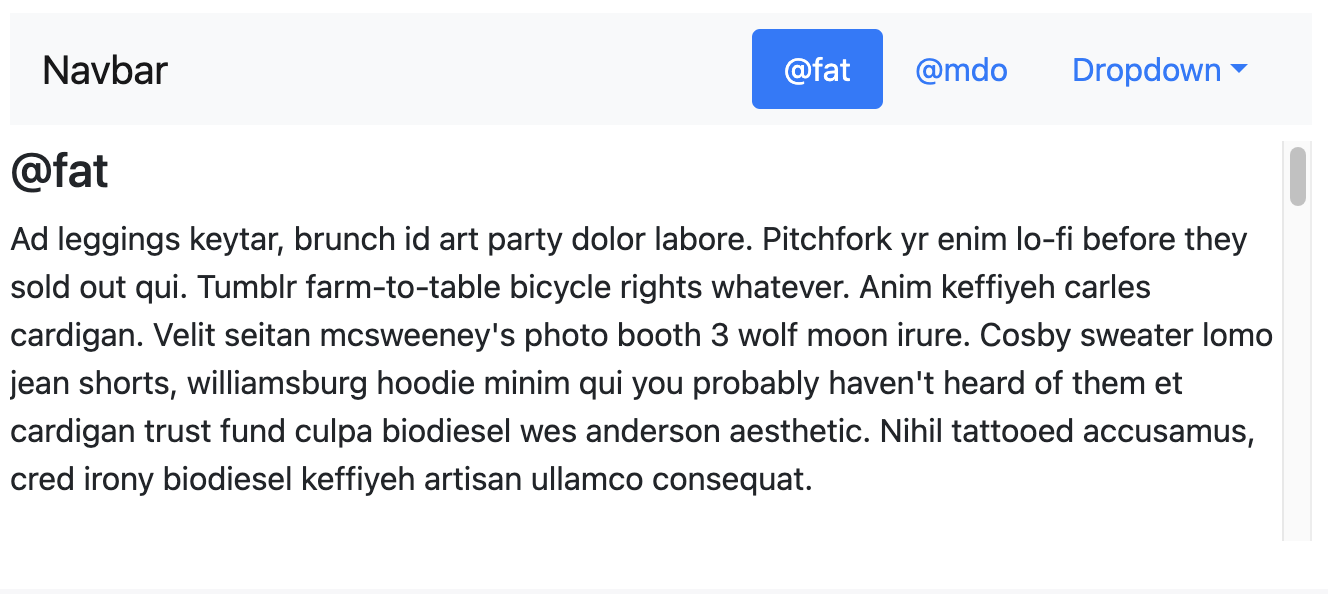 Navbar
@fat
@mdo
Dropdown
@fat
Ad leggings keytar, brunch id art party dolor labore. Pitchfork yr enim lo-fi before they
sold out qui. Tumblr farm-to-table bicycle rights whatever. Anim keffiyeh carles
cardigan. Velit seitan mcsweeney's photo booth 3 wolf moon irure. Cosby sweater lomo
jean shorts, williamsburg hoodie minim qui you probably haven't heard of them et
cardigan trust fund culpa biodiesel wes anderson aesthetic. Nihil tattooed accusamus,
cred irony biodiesel keffiyeh artisan ullamco consequat.